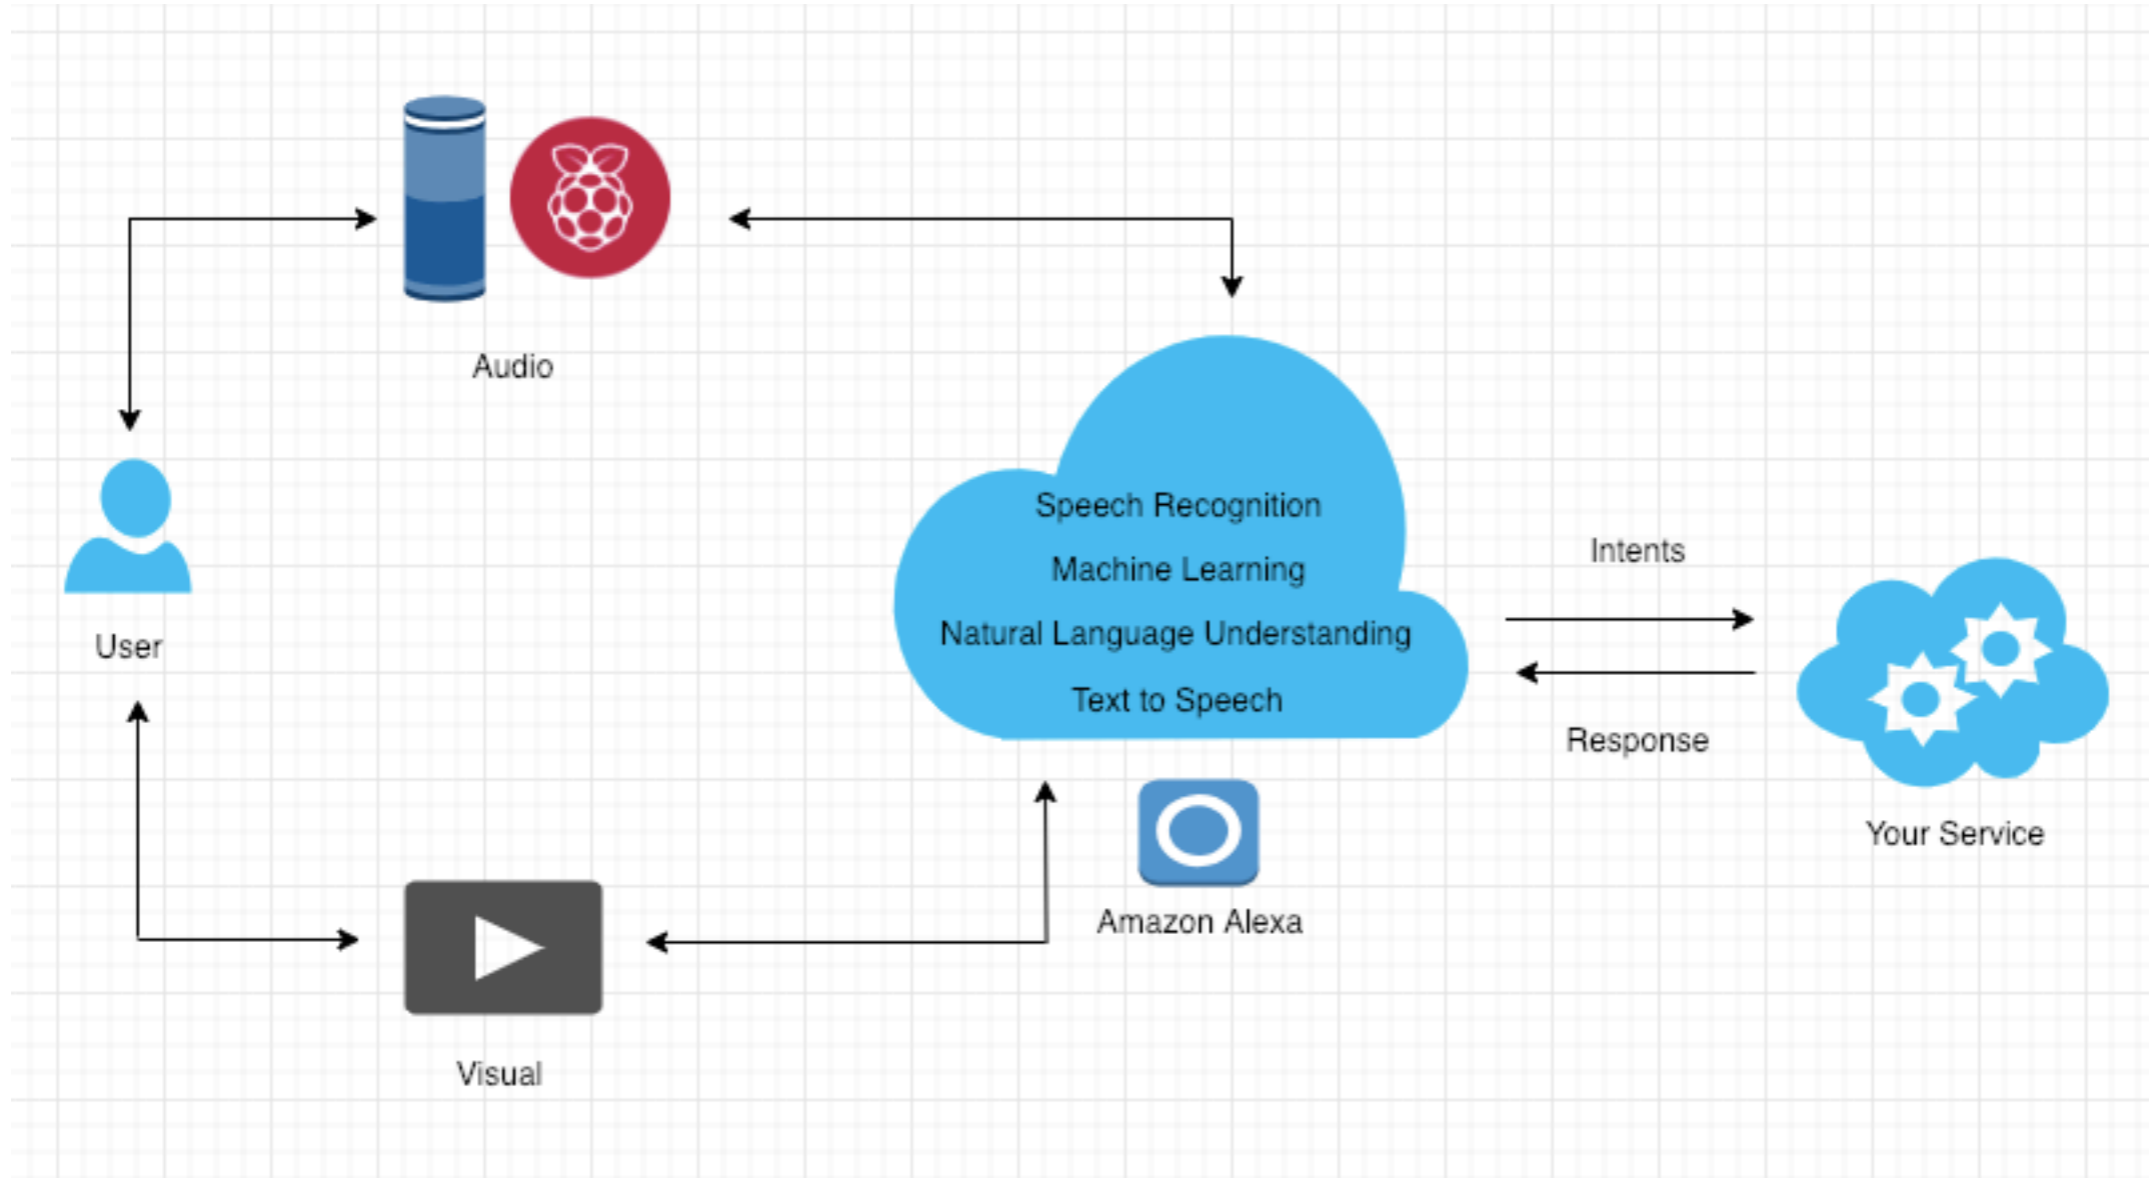 Audio
User
Speech Recognition
Machine Learning
Natural Language Understanding
Text to Speech
Intents
Response
Your Service
Amazon Alexa
Visual